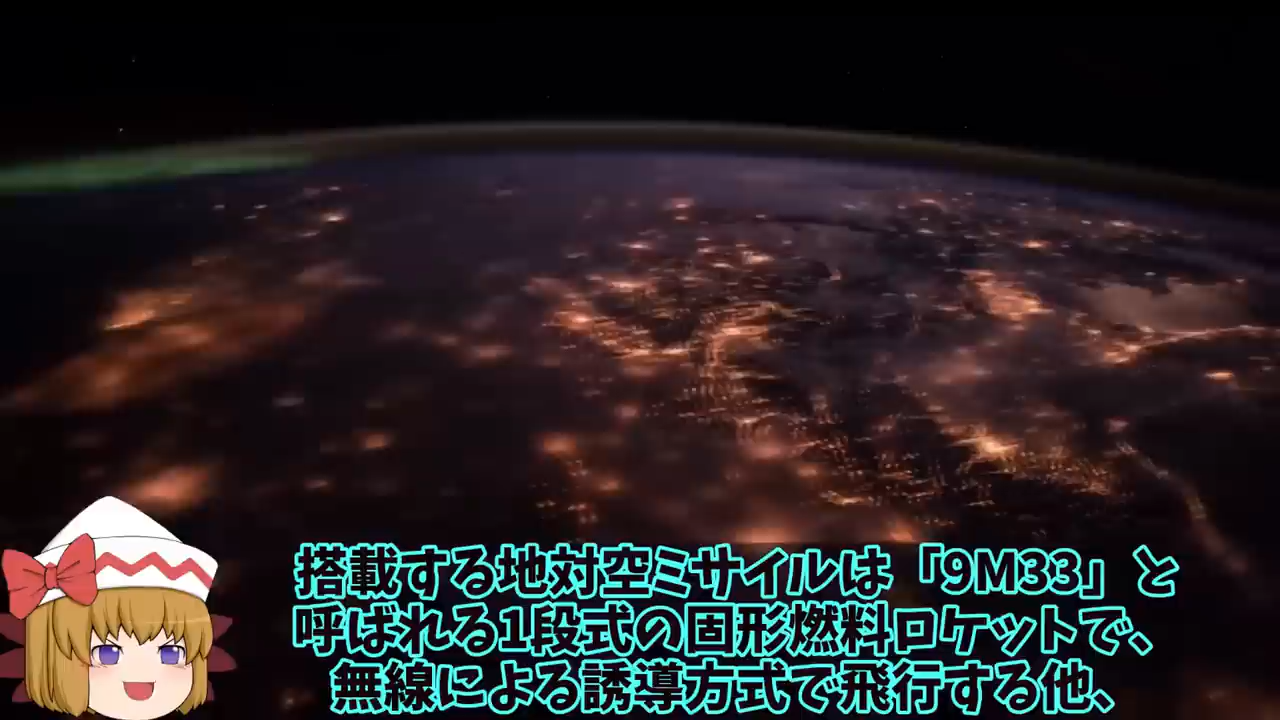 搭載する地対空ミサイルは「9M33」と
呼ばれる1段式の固形燃料ロケットで、
無線による誘導方式で飛行する他、